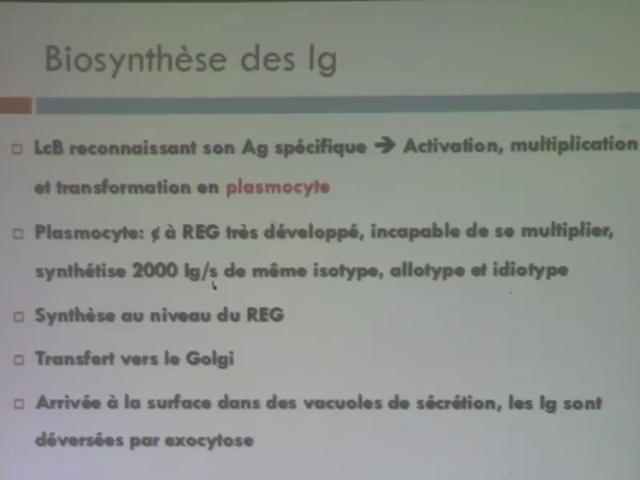 Biosynthèse des Ig
LcB reconnaissant son Ag spécifique ➔ Activation, multiplication
et transformation en plasmocyte
Plasmocyte: ¢ à REG très développé, incapable de se multiplier,
synthétise 2000 Ig/s de même isotype, allotype et idiotype
Synthèse au niveau du REG
Transfert vers le Golgi
Arrivée à la surface dans des vacuoles de sécrétion, les Ig sont
déversées par exocytose